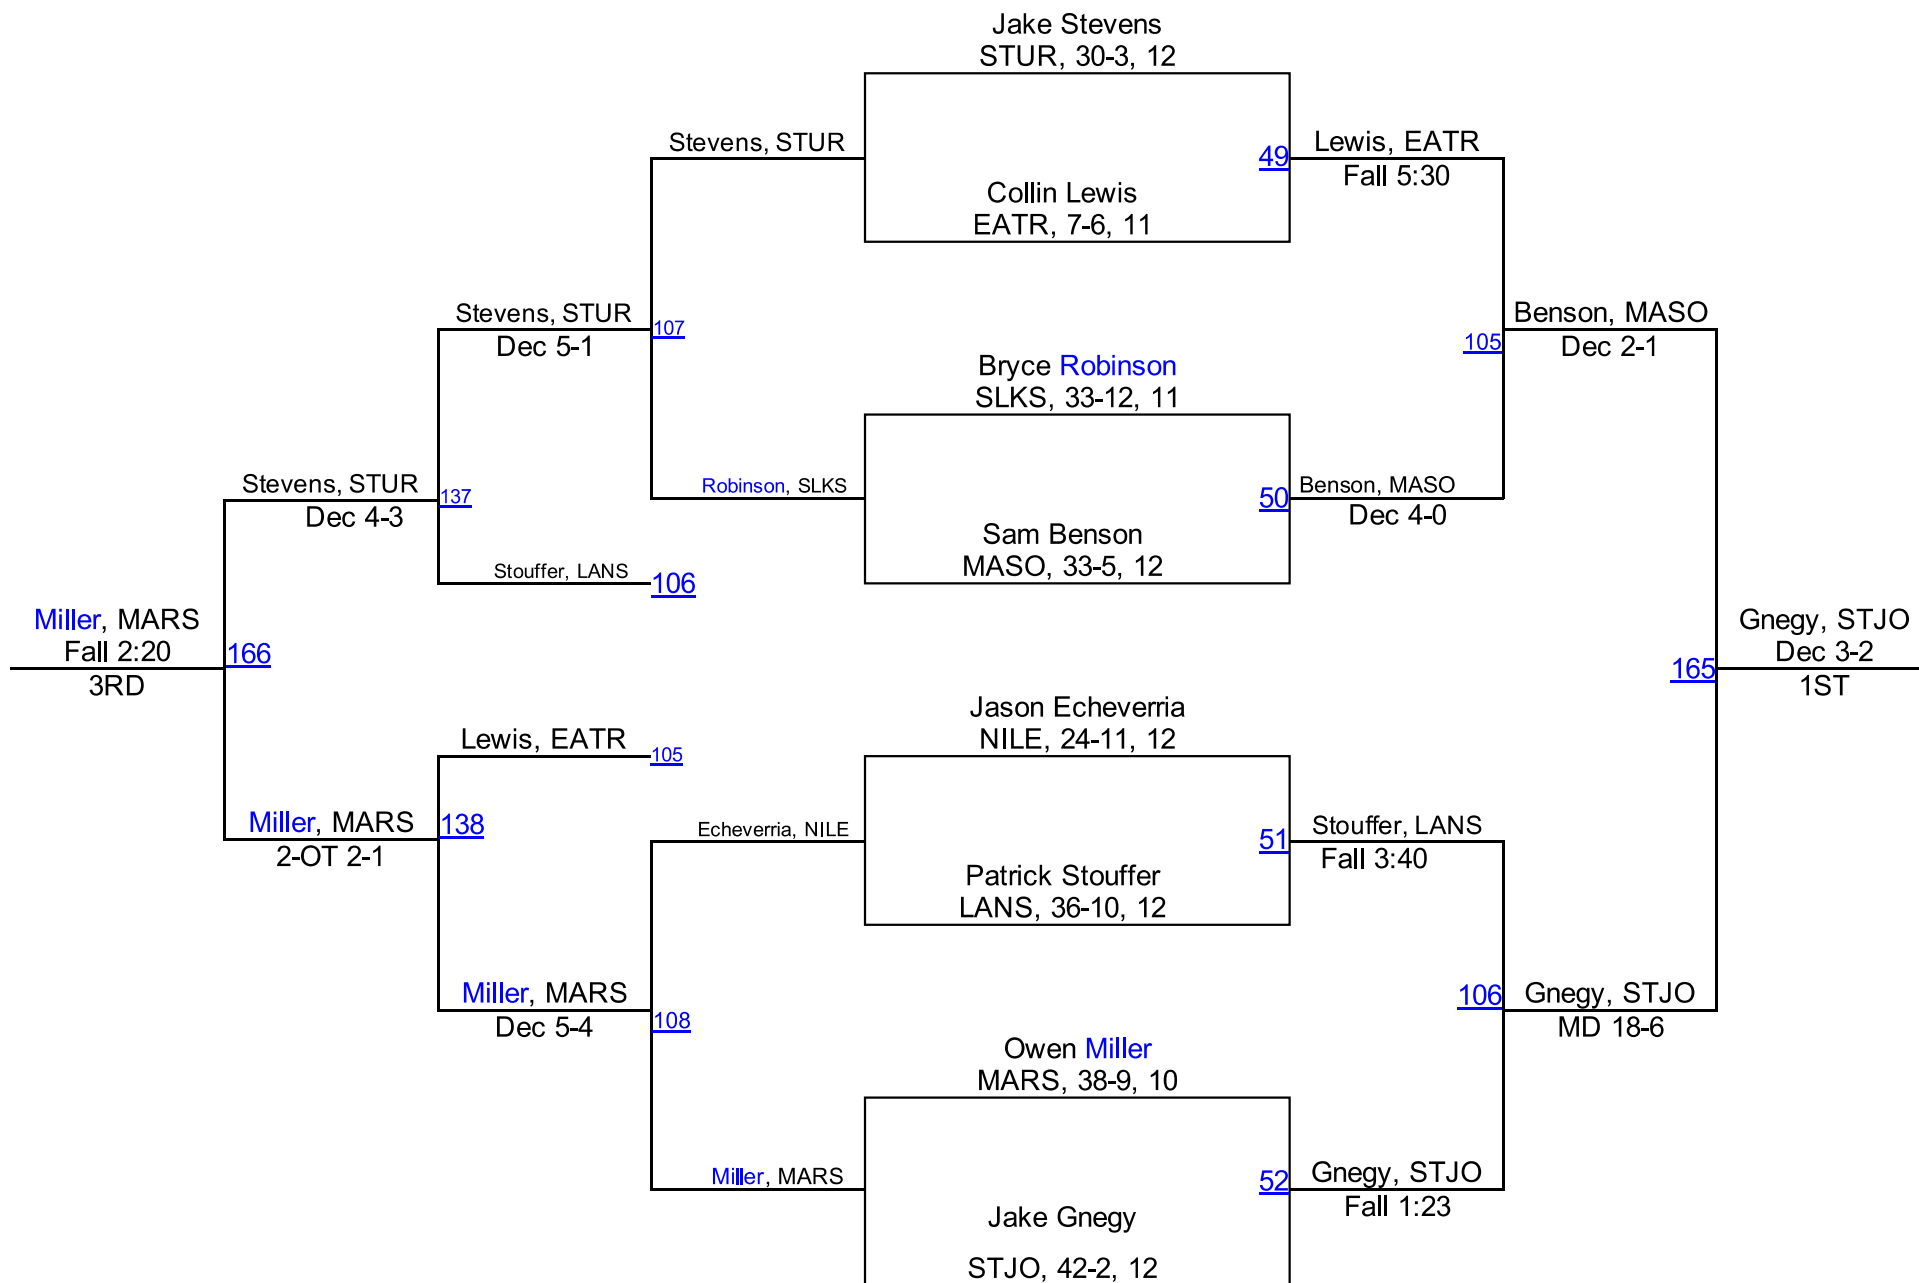 Jake Stevens
STUR, 30-3, 12
Stevens, STUR
49
Lewis, EATR
Fall 5:30
Collin Lewis
EATR, 7-6, 11
Stevens, STUR
Dec 5-1
107
105
Benson, MASO
Dec 2-1
Bryce Robinson
SLKS, 33-12, 11
Stevens, STUR
Dec 4-3
137
Robinson, SLKS
50
Benson, MASO
Dec 4-0
Sam Benson
MASO, 33-5, 12
Stouffer, LANS
106
Miller, MARS
Fall 2:20
3RD
166
165
Gnegy, STJO
Dec 3-2
1ST
Jason Echeverria
NILE, 24-11, 12
Lewis, EATR
105
Miller, MARS
2-OT 2-1
138
Echeverria, NILE
51
Stouffer, LANS
Fall 3:40
Patrick Stouffer
LANS, 36-10, 12
Miller, MARS
Dec 5-4
108
106
Gnegy, STJO
MD 18-6
Owen Miller
MARS, 38-9, 10
Miller, MARS
52
Gnegy, STJO
Fall 1:23
Jake Gnegy
STJO, 42-2, 12